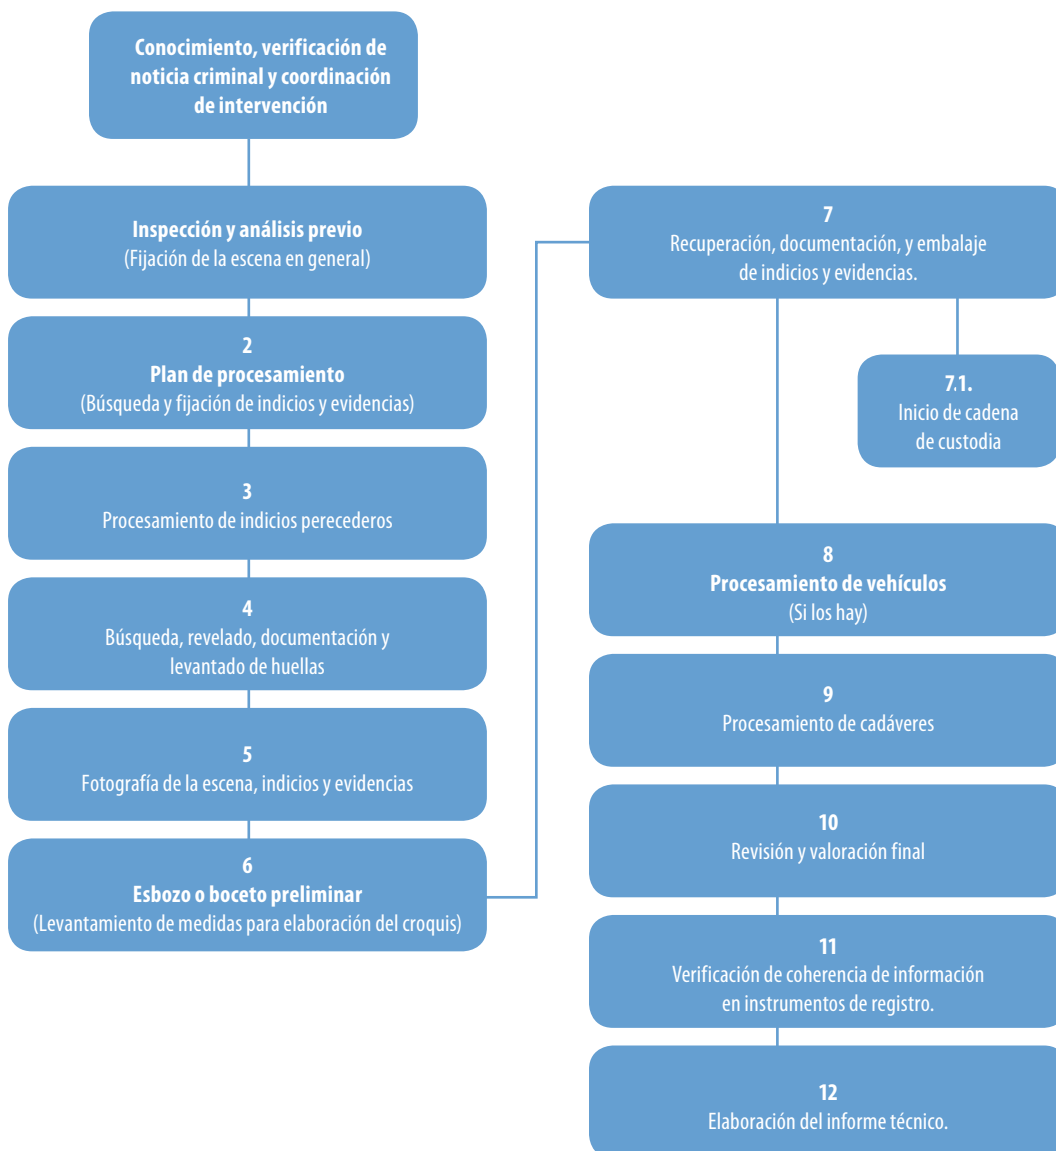 Conocimiento, verificación de
noticia criminal y coordinación
de intervención
Inspección y análisis previo
(Fijación de la escena en general)
2
Plan de procesamiento
(Búsqueda y fijación de indicios y evidencias)
3
Procesamiento de indicios perecederos
4
Búsqueda, revelado, documentación y
levantado de huellas
5
Fotografía de la escena, indicios y evidencias
6
Esbozo o boceto preliminar
(Levantamiento de medidas para elaboración del croquis)
7
Recuperación, documentación, y embalaje
de indicios y evidencias.
7.1.
Inicio de cadena
de custodia
8
Procesamiento de vehículos
(Si los hay)
9
Procesamiento de cadáveres
10
Revisión y valoración final
11
Verificación de coherencia de información
en instrumentos de registro.
12
Elaboración del informe técnico.